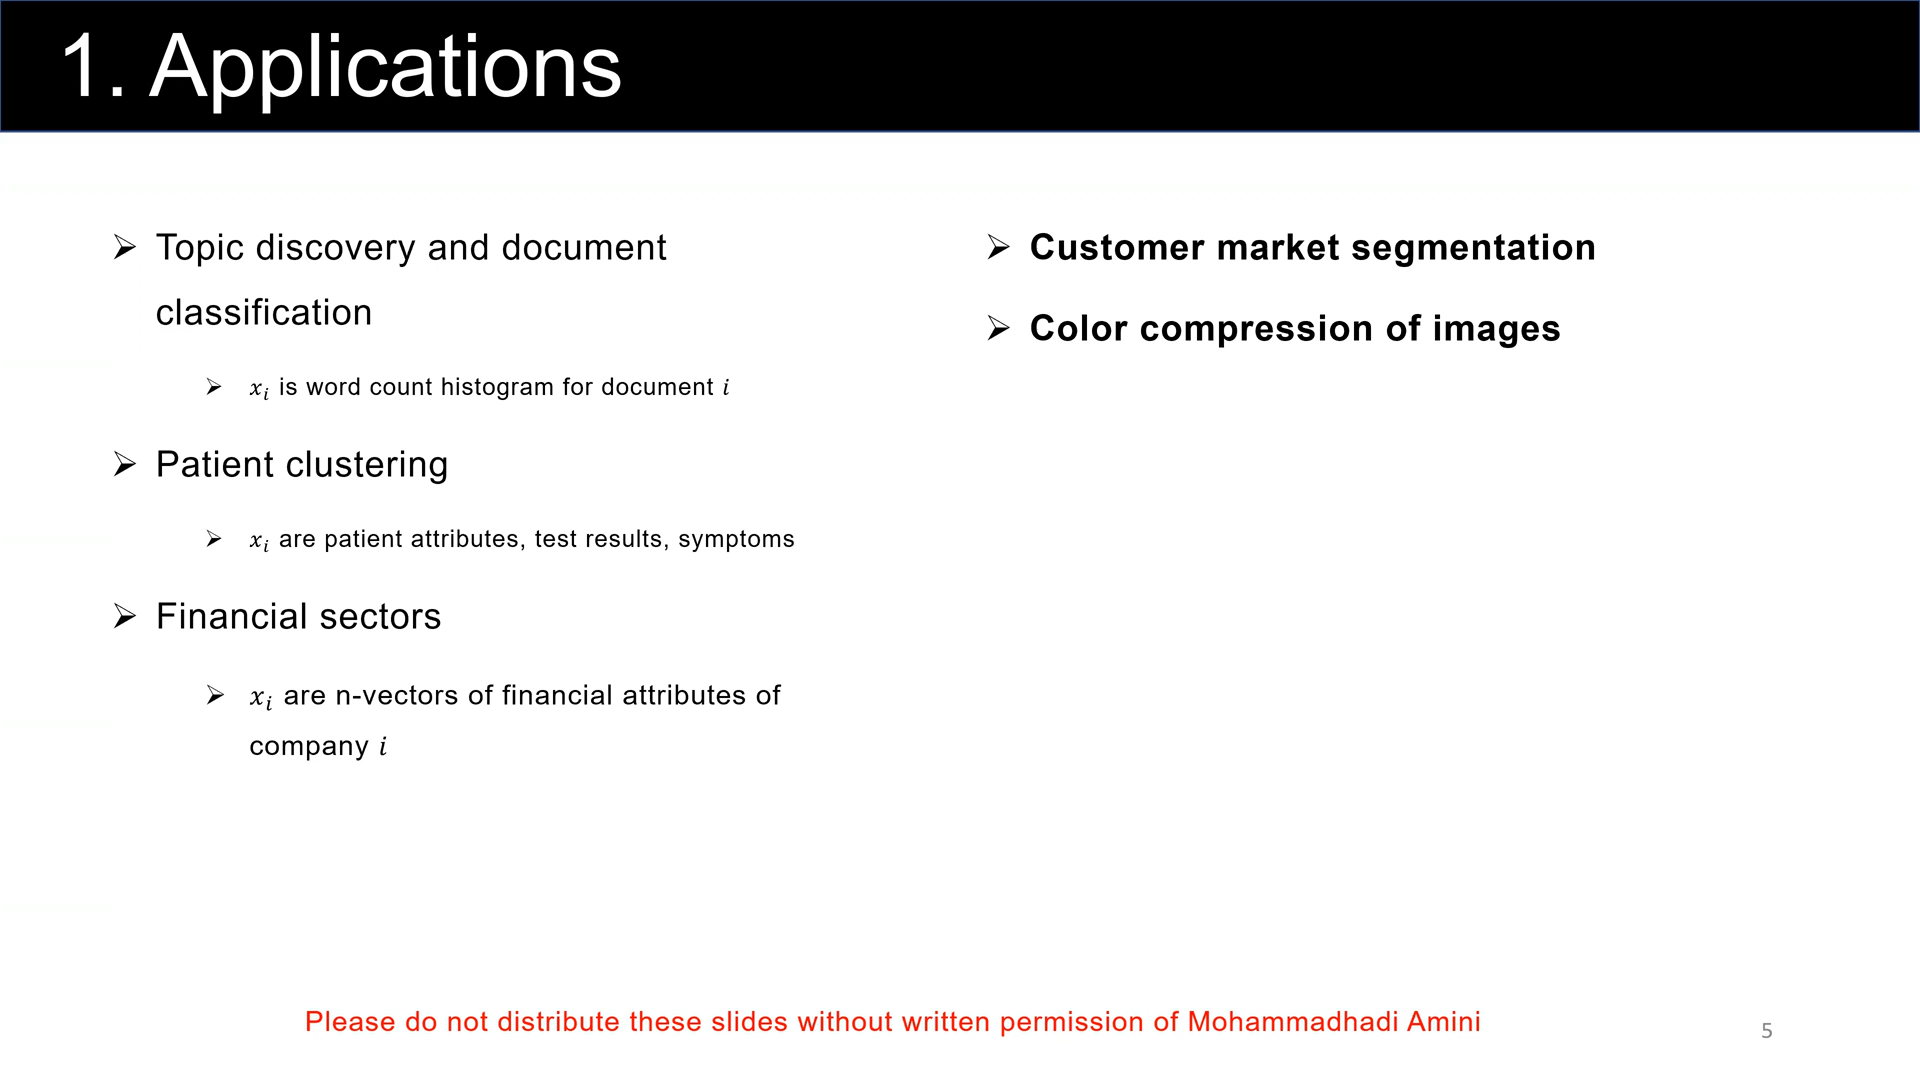 1. Applications
➢ Topic discovery and document
classification
➢ 𝑥ᵢ is word count histogram for document 𝑖
➢ Patient clustering
➢ 𝑥ᵢ are patient attributes, test results, symptoms
➢ Financial sectors
➢ 𝑥ᵢ are n-vectors of financial attributes of
company 𝑖
➢ Customer market segmentation
➢ Color compression of images
Please do not distribute these slides without written permission of Mohammadhadi Amini
5